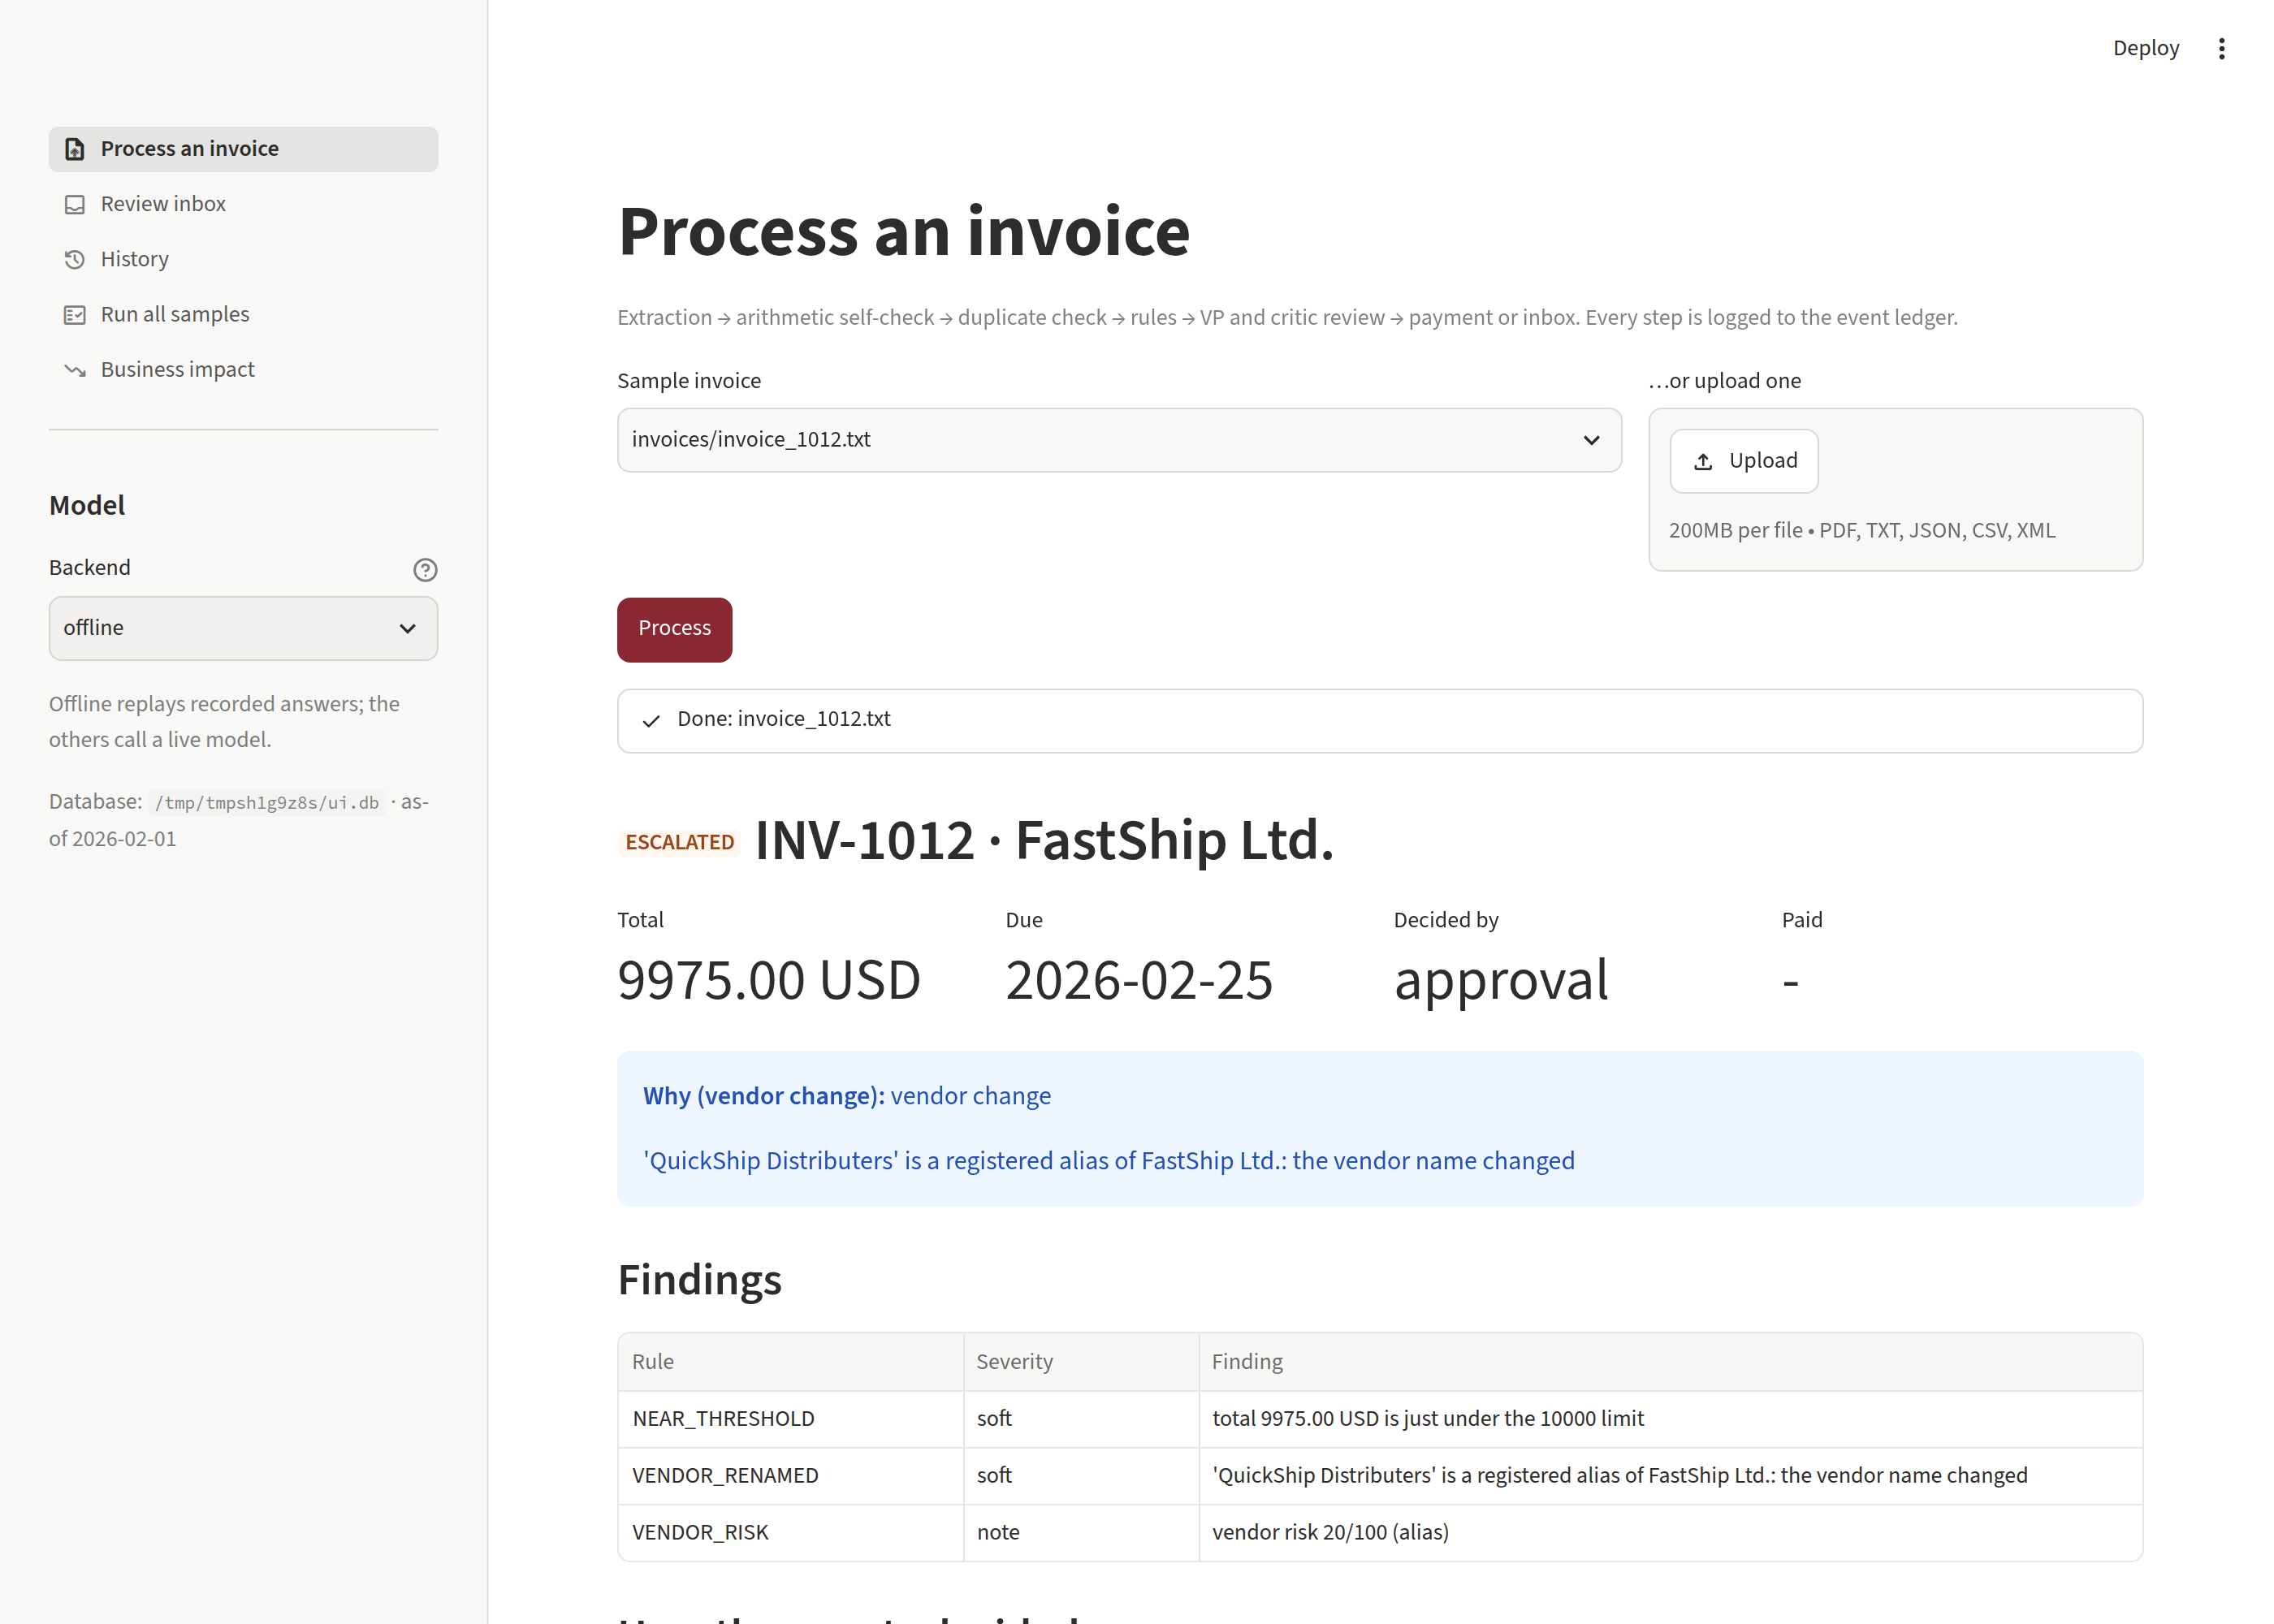 Deploy
Process an invoice
Review inbox
History
Run all samples
Business impact
Model
Backend
offline
Offline replays recorded answers; the
others call a live model.
Database: /tmp/tmpsh1g9z8s/ui.db · as-
of 2026-02-01
Process an invoice
Extraction → arithmetic self-check → duplicate check → rules → VP and critic review → payment or inbox. Every step is logged to the event ledger.
Sample invoice
invoices/invoice_1012.txt
…or upload one
Upload
200MB per file • PDF, TXT, JSON, CSV, XML
Process
Done: invoice_1012.txt
ESCALATED INV-1012 · FastShip Ltd.
Total Due Decided by Paid
9975.00 USD 2026-02-25 approval -
Why (vendor change): vendor change
'QuickShip Distributers' is a registered alias of FastShip Ltd.: the vendor name changed
Findings
Rule Severity Finding
NEAR_THRESHOLD soft total 9975.00 USD is just under the 10000 limit
VENDOR_RENAMED soft 'QuickShip Distributers' is a registered alias of FastShip Ltd.: the vendor name changed
VENDOR_RISK note vendor risk 20/100 (alias)